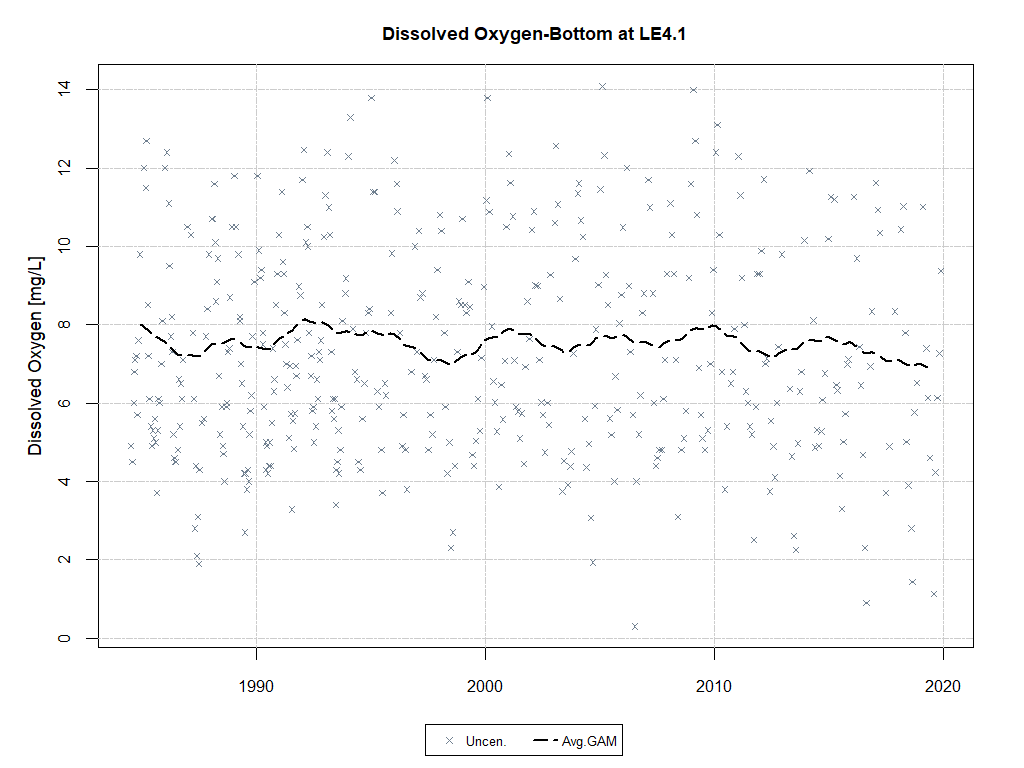 Dissolved Oxygen-Bottom at LE4.1
Dissolved Oxygen [mg/L]
14
12
10
8
6
4
2
0
1990 2000 2010 2020
Uncen. Avg.GAM